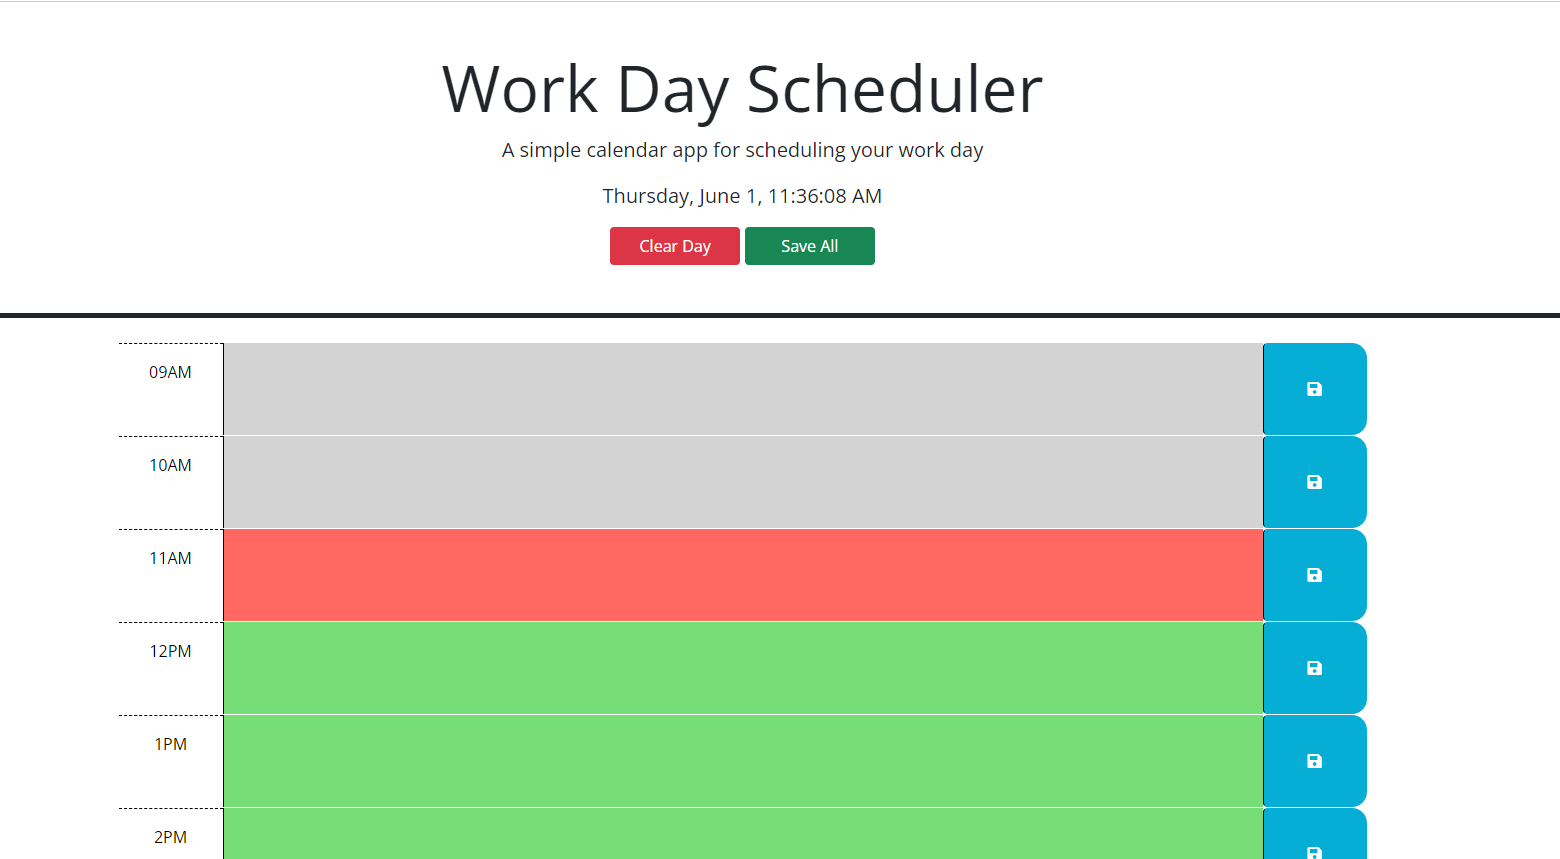 Work Day Scheduler
A simple calendar app for scheduling your work day
Thursday, June 1, 11:36:08 AM
Clear Day Save All
09AM
10AM
11AM
12PM
1PM
2PM